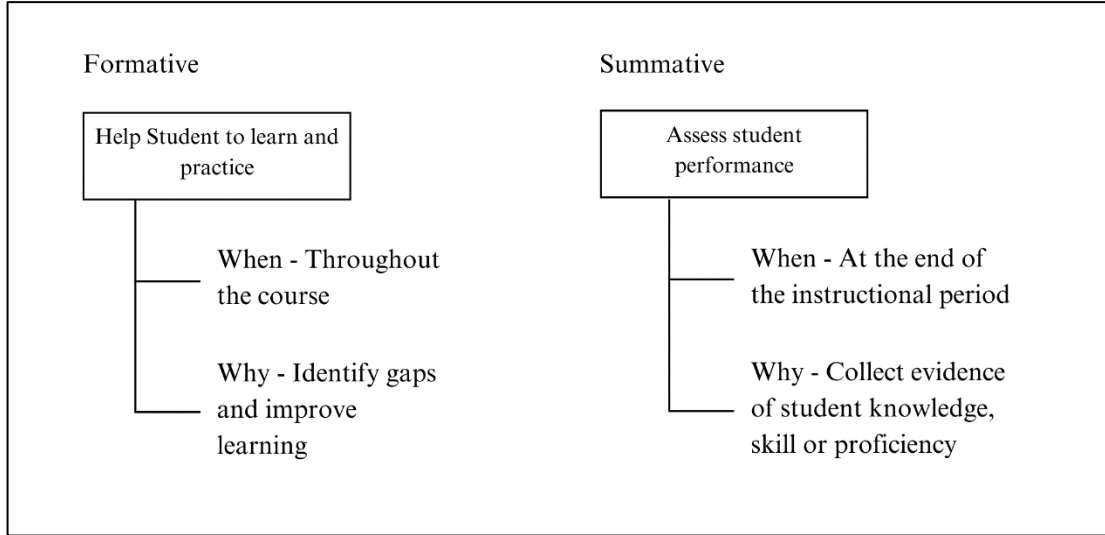 Formative
Help Student to learn and
practice
When - Throughout
the course
Why - Identify gaps
and improve
learning
Summative
Assess student
performance
When - At the end of
the instructional period
Why - Collect evidence
of student knowledge,
skill or proficiency